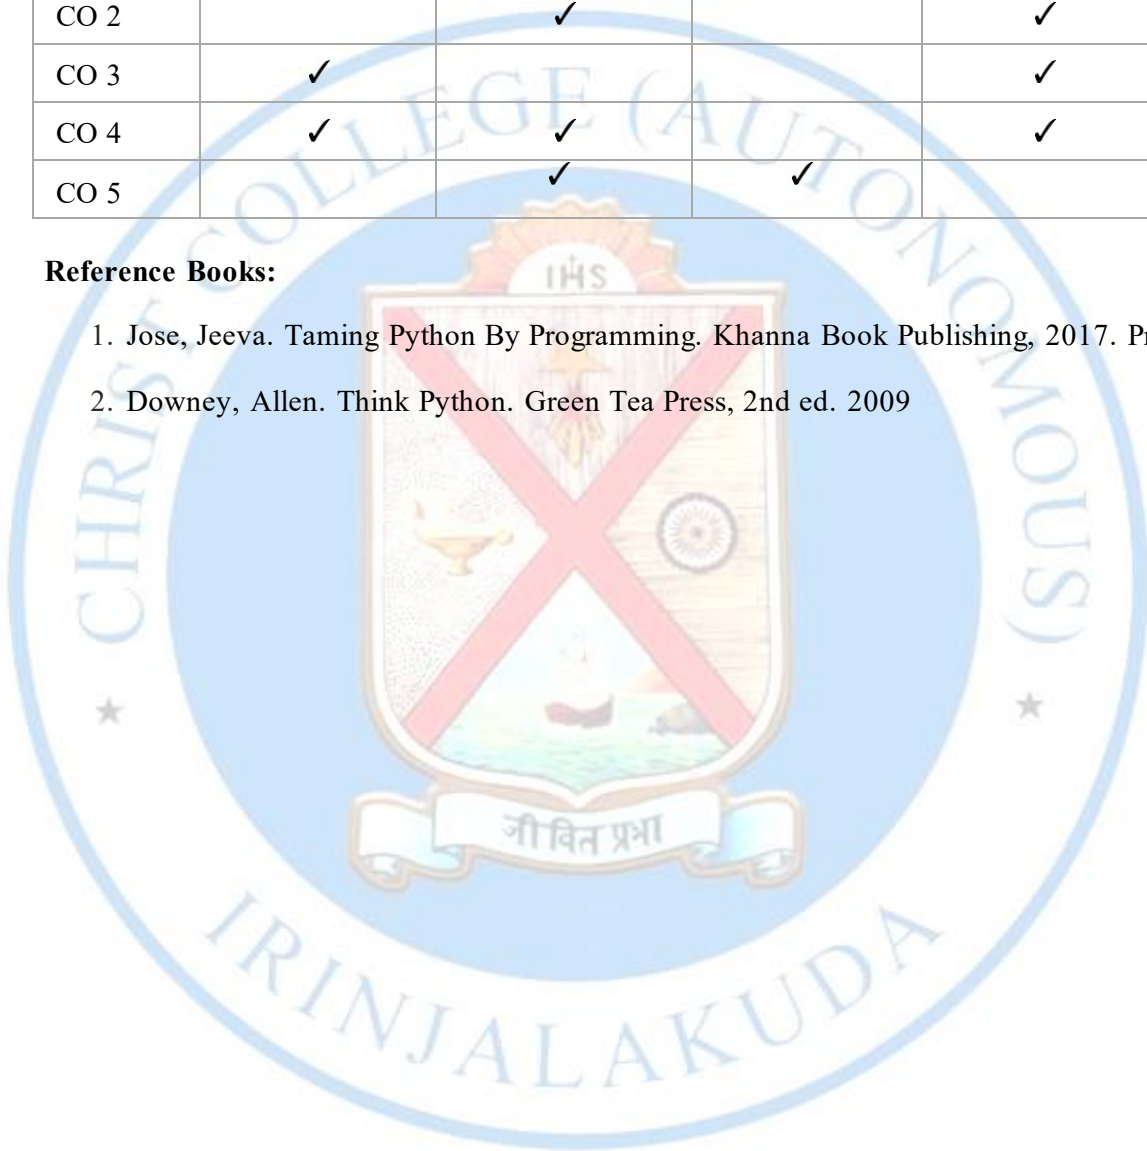 CO 2 ✓ ✓
CO 3 ✓ ✓
CO 4 ✓ ✓ ✓
CO 5 ✓ ✓
Reference Books:
1. Jose, Jeeva. Taming Python By Programming. Khanna Book Publishing, 2017.
2. Downey, Allen. Think Python. Green Tea Press, 2nd ed. 2009
CHRIST COLLEGE (AUTONOMOUS)
IHS
जीवित प्रभा
IRINJALAKUDA